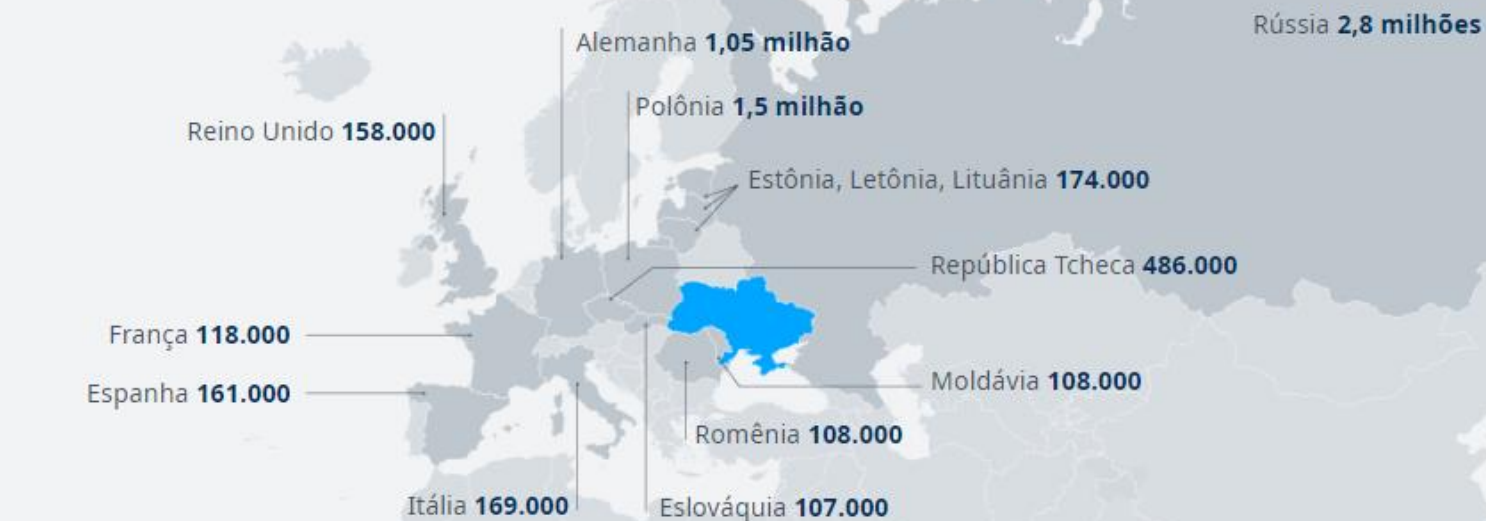 Rússia 2,8 milhões
Alemanha 1,05 milhão
Polônia 1,5 milhão
Reino Unido 158.000
Estônia, Letônia, Lituânia 174.000
República Tcheca 486.000
França 118.000
Moldávia 108.000
Espanha 161.000
Romênia 108.000
Itália 169.000
Eslováquia 107.000